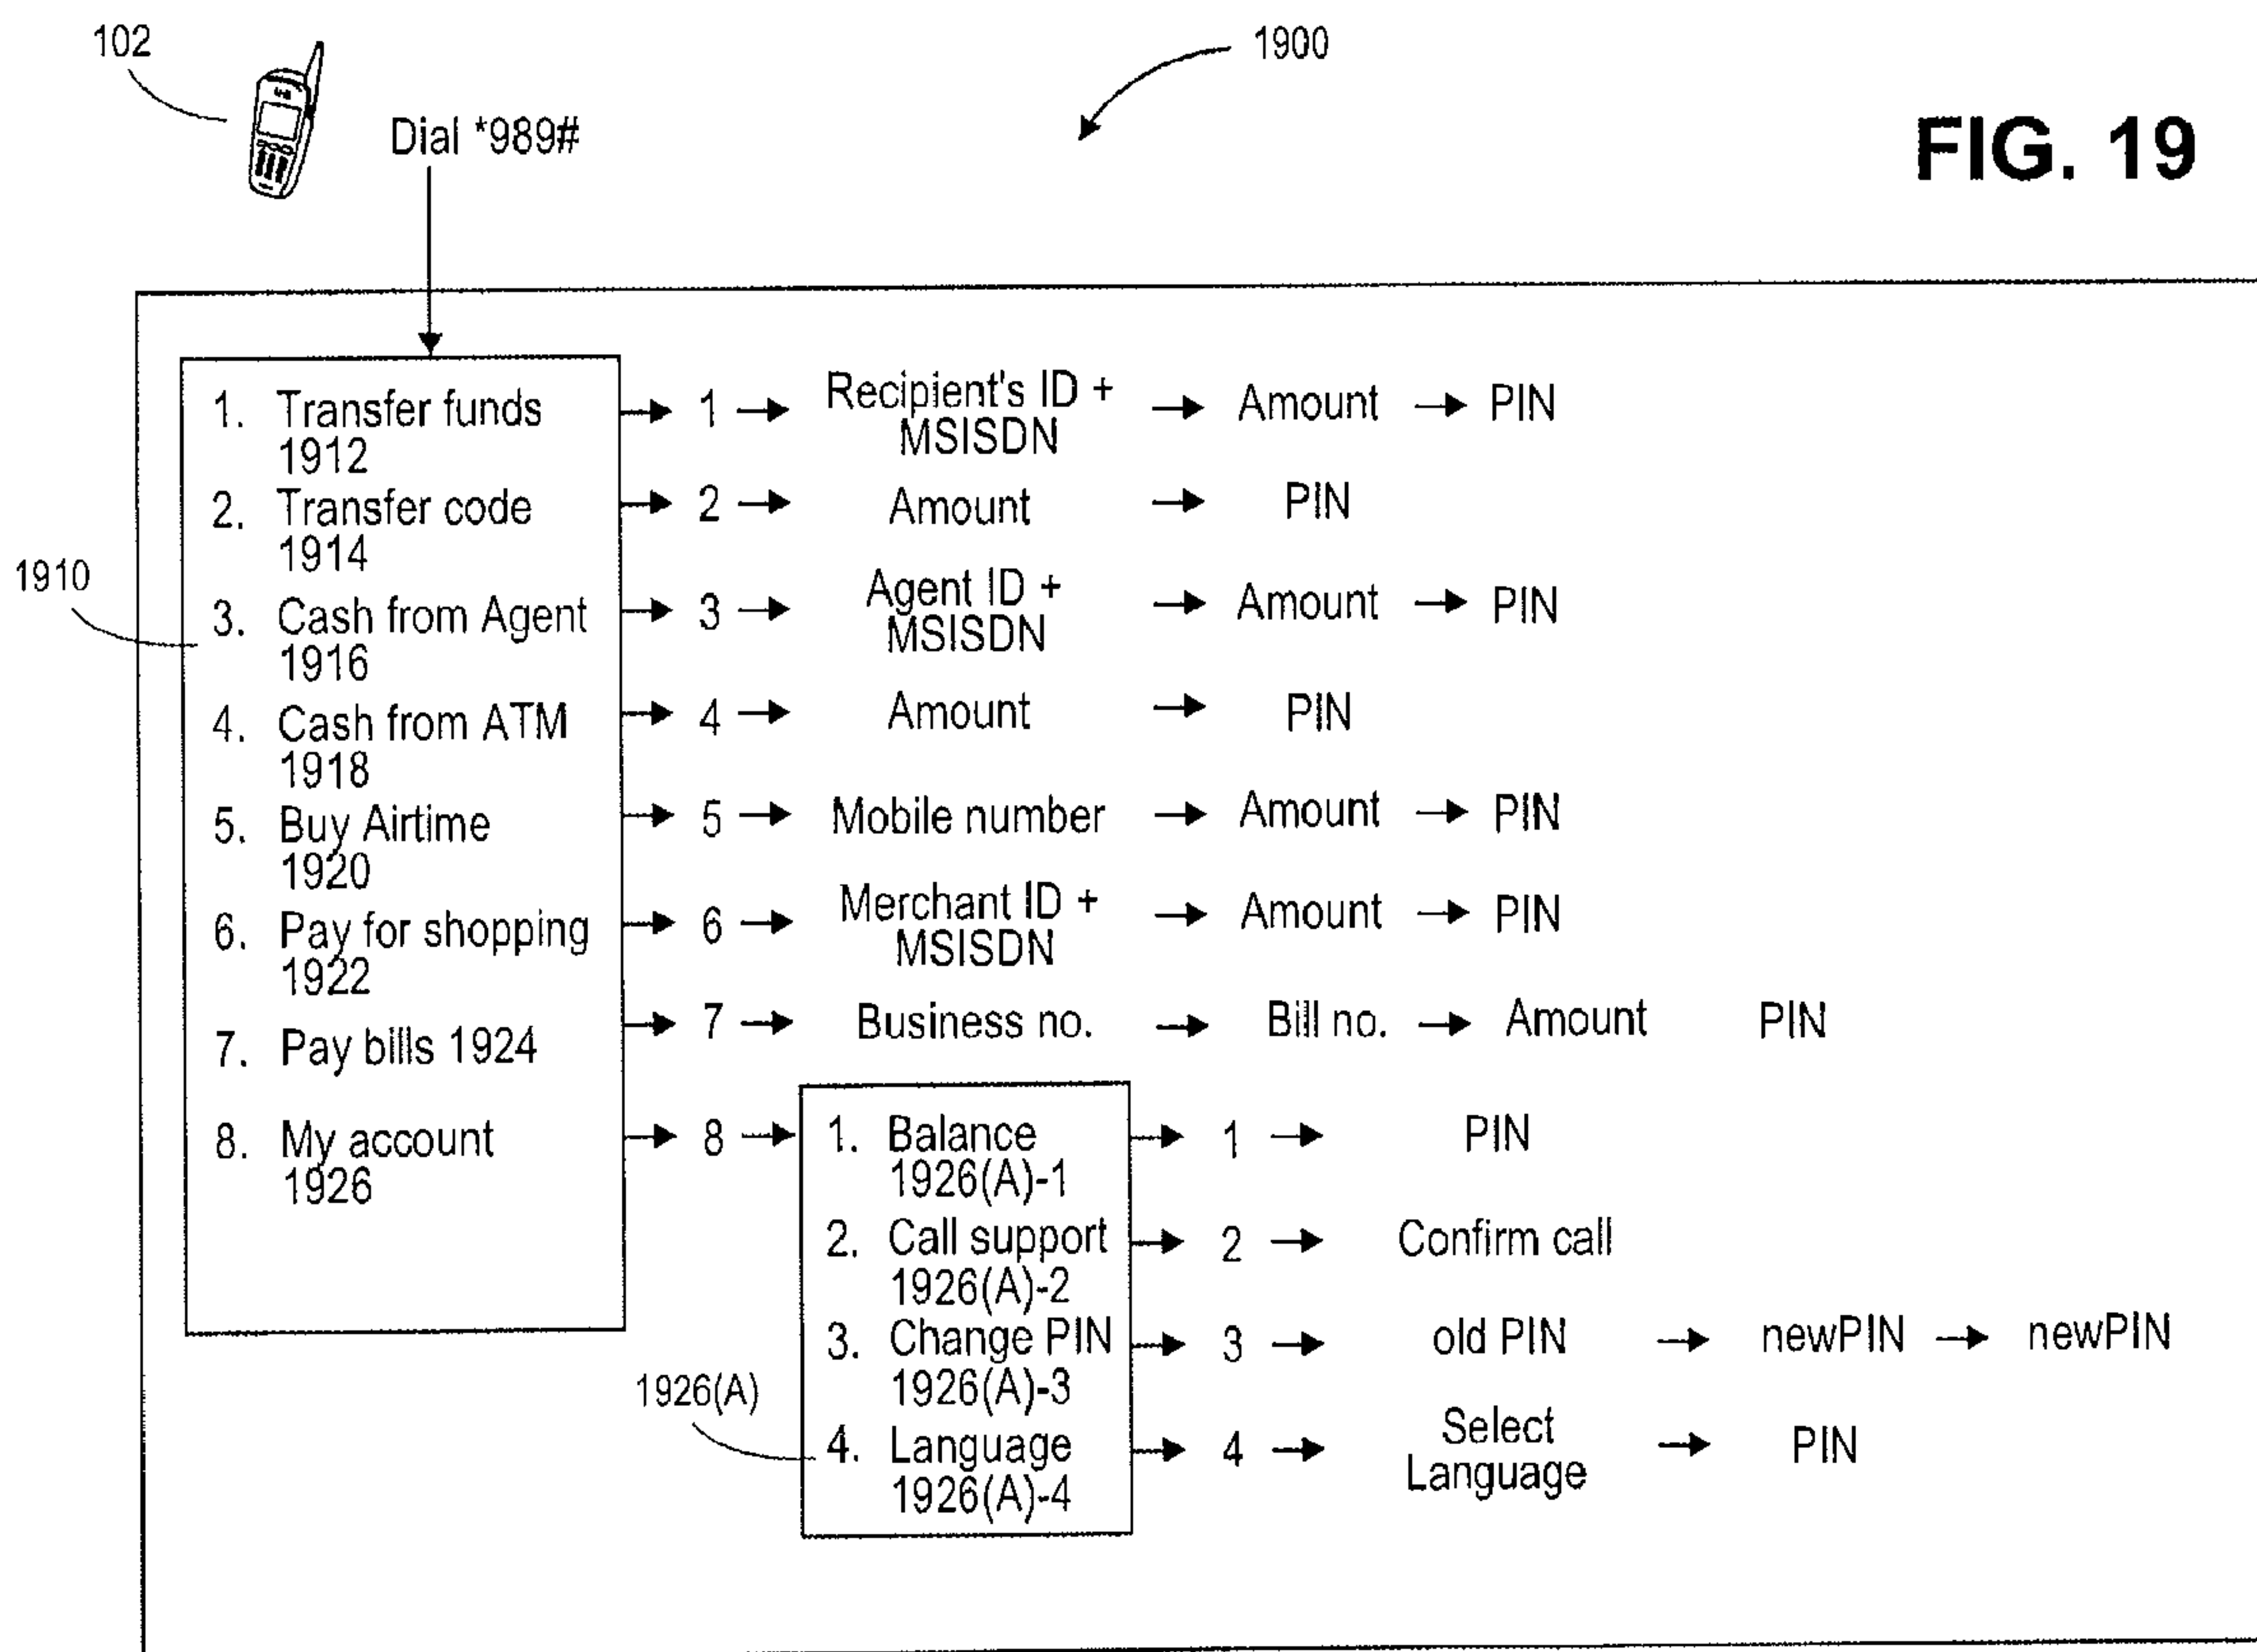 102
1900
Dial *989#
FIG. 19
1. Transfer funds
1912
1
Recipient's ID +
MSISDN
Amount
PIN
2. Transfer code
1914
2
Amount
PIN
1910
3. Cash from Agent
1916
3
Agent ID +
MSISDN
Amount
PIN
4. Cash from ATM
1918
4
Amount
PIN
5. Buy Airtime
1920
5
Mobile number
Amount
PIN
6. Pay for shopping
1922
6
Merchant ID +
MSISDN
Amount
PIN
7. Pay bills 1924
7
Business no.
Bill no.
Amount
PIN
8. My account
1926
8
1. Balance
1926(A)-1
1
PIN
2. Call support
1926(A)-2
2
Confirm call
3. Change PIN
1926(A)-3
3
old PIN
newPIN
newPIN
1926(A)
4. Language
1926(A)-4
4
Select
Language
PIN